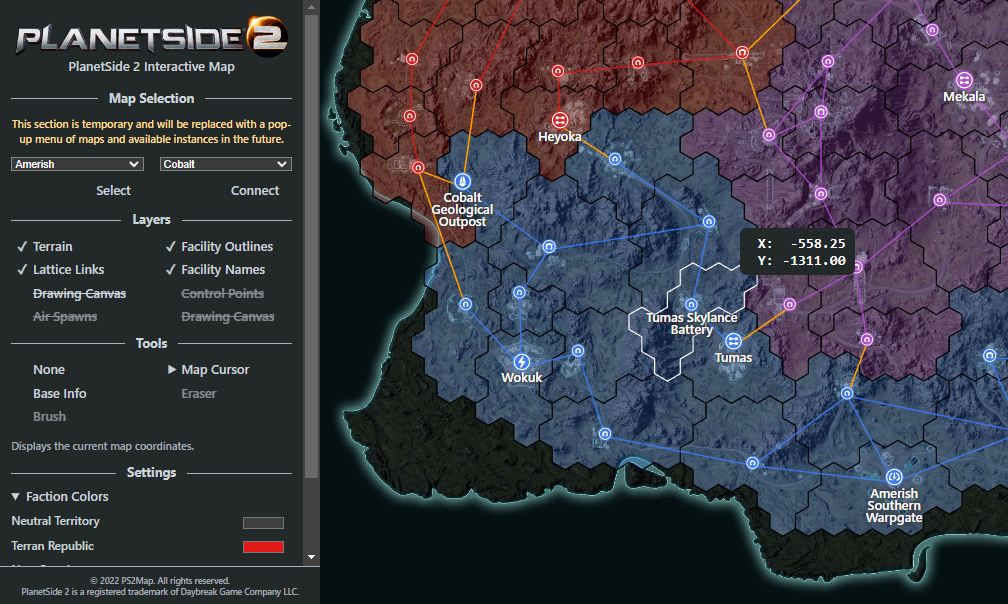 PLANETSIDE 2
PlanetSide 2 Interactive Map
Map Selection
This section is temporary and will be replaced with a pop-
up menu of maps and available instances in the future.
Amerish
Cobalt
Select
Connect
Layers
✓ Terrain
✓ Facility Outlines
✓ Lattice Links
✓ Facility Names
Drawing Canvas
Control Points
Air Spawns
Drawing Canvas
Tools
None
▶ Map Cursor
Base Info
Eraser
Brush
Displays the current map coordinates.
Settings
▼ Faction Colors
Neutral Territory
Terran Republic
© 2022 PS2Map. All rights reserved.
PlanetSide 2 is a registered trademark of Daybreak Game Company LLC.
Mekala
Heyoka
Cobalt
Geological
Outpost
X: -558.25
Y: -1311.00
Tumas Skylance
Battery
Tumas
Wokuk
Amerish
Southern
Warpgate